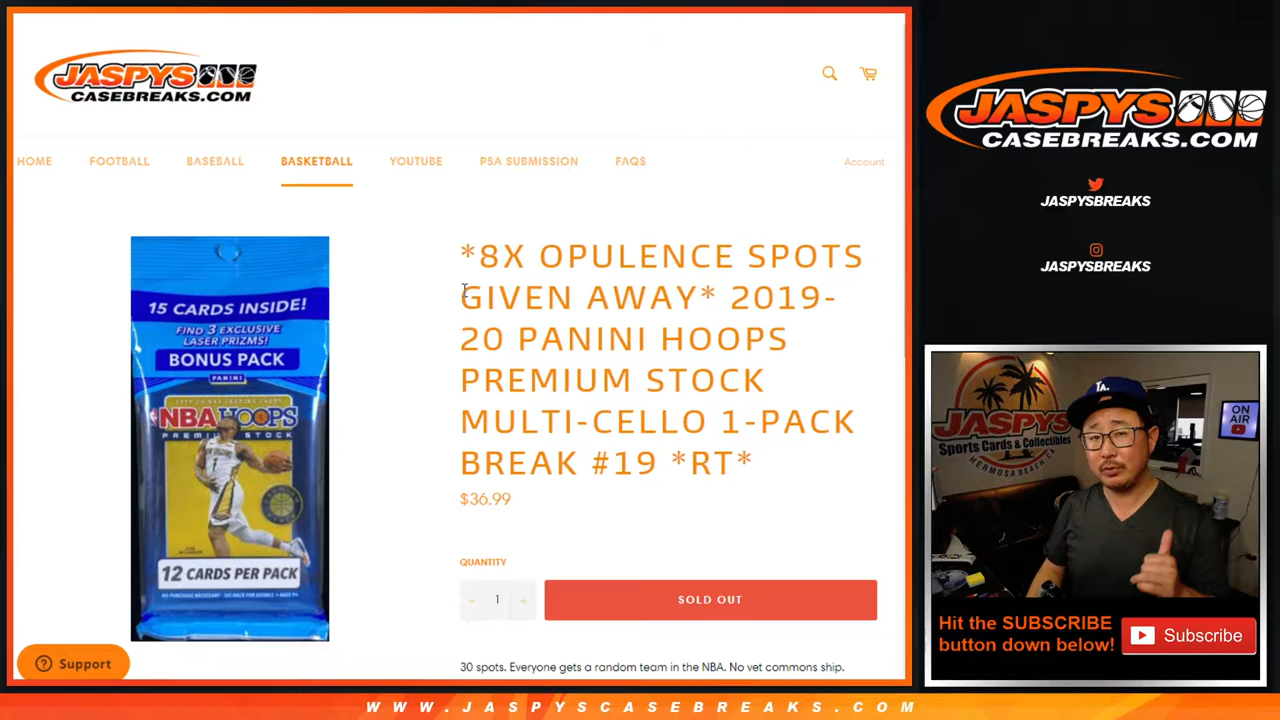 JASPYS
CASEBREAKS.COM
HOME
FOOTBALL
BASEBALL
BASKETBALL
YOUTUBE
PSA SUBMISSION
FAQS
Account
15 CARDS INSIDE!
FIND 3 EXCLUSIVE
LASER PRIZMS!
BONUS PACK
PANINI
NBA HOOPS
PREMIUM STOCK
12 CARDS PER PACK
*8X OPULENCE SPOTS
GIVEN AWAY* 2019-
20 PANINI HOOPS
PREMIUM STOCK
MULTI-CELLO 1-PACK
BREAK #19 *RT*
$36.99
QUANTITY
− 1 +
SOLD OUT
30 spots. Everyone gets a random team in the NBA. No vet commons ship.
Support
JASPYS
CASEBREAKS.COM
JASPYSBREAKS
JASPYSBREAKS
JASPYS
Sports Cards & Collectibles
HERMOSA BEACH, CA
ON
AIR
Hit the SUBSCRIBE
button down below!
Subscribe
WWW.JASPYSCASEBREAKS.COM